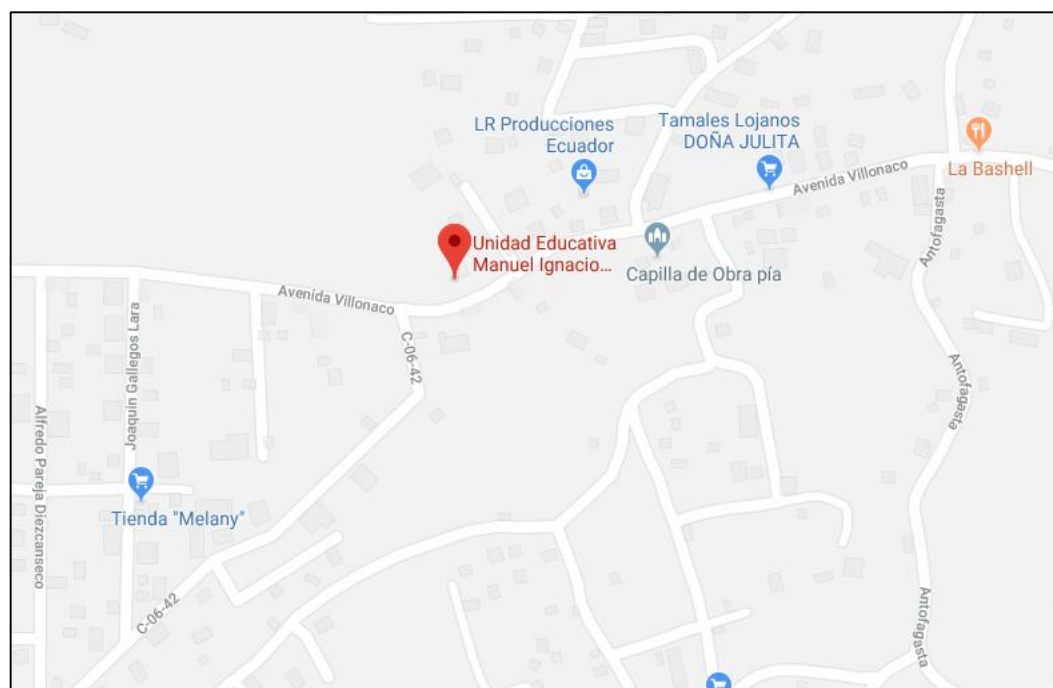 LR Producciones
Ecuador
Tamales Lojanos
DOÑA JULITA
Avenida Villonaco
La Bashell
Unidad Educativa
Manuel Ignacio...
Capilla de Obra pía
Antofagasta
Avenida Villonaco
Joaquin Gallegos Lara
C-06-42
Antofagasta
Alfredo Pareja Diezcanseco
Tienda "Melany"
C-06-42
Antofagasta